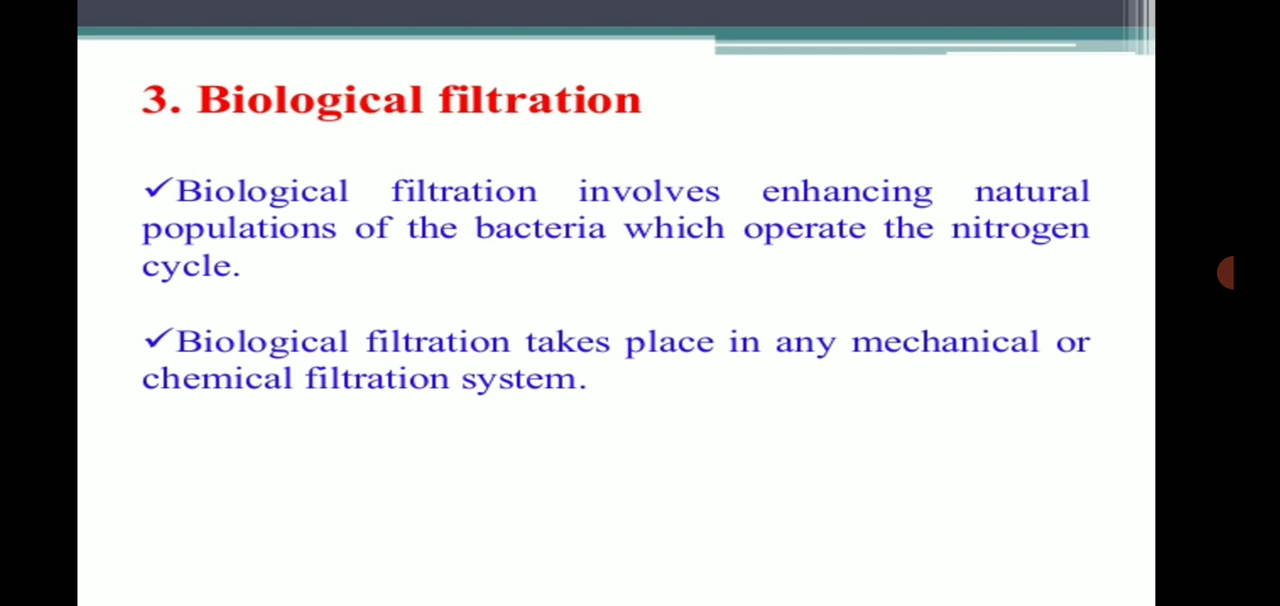 3. Biological filtration
✓Biological filtration involves enhancing natural
populations of the bacteria which operate the nitrogen
cycle.
✓Biological filtration takes place in any mechanical or
chemical filtration system.